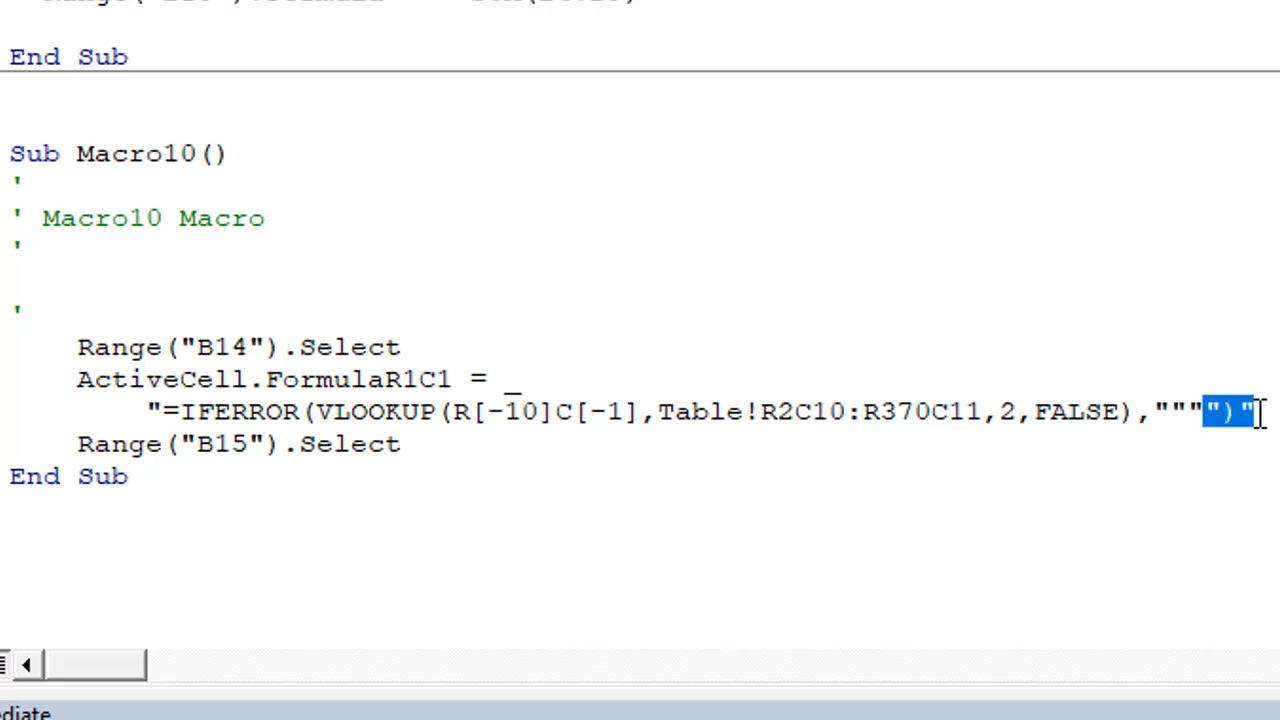 End Sub
Sub Macro10()
'
' Macro10 Macro
'
'
Range("B14").Select
ActiveCell.FormulaR1C1 = _
"=IFERROR(VLOOKUP(R[-10]C[-1],Table!R2C10:R370C11,2,FALSE),"""")"
Range("B15").Select
End Sub
ediate